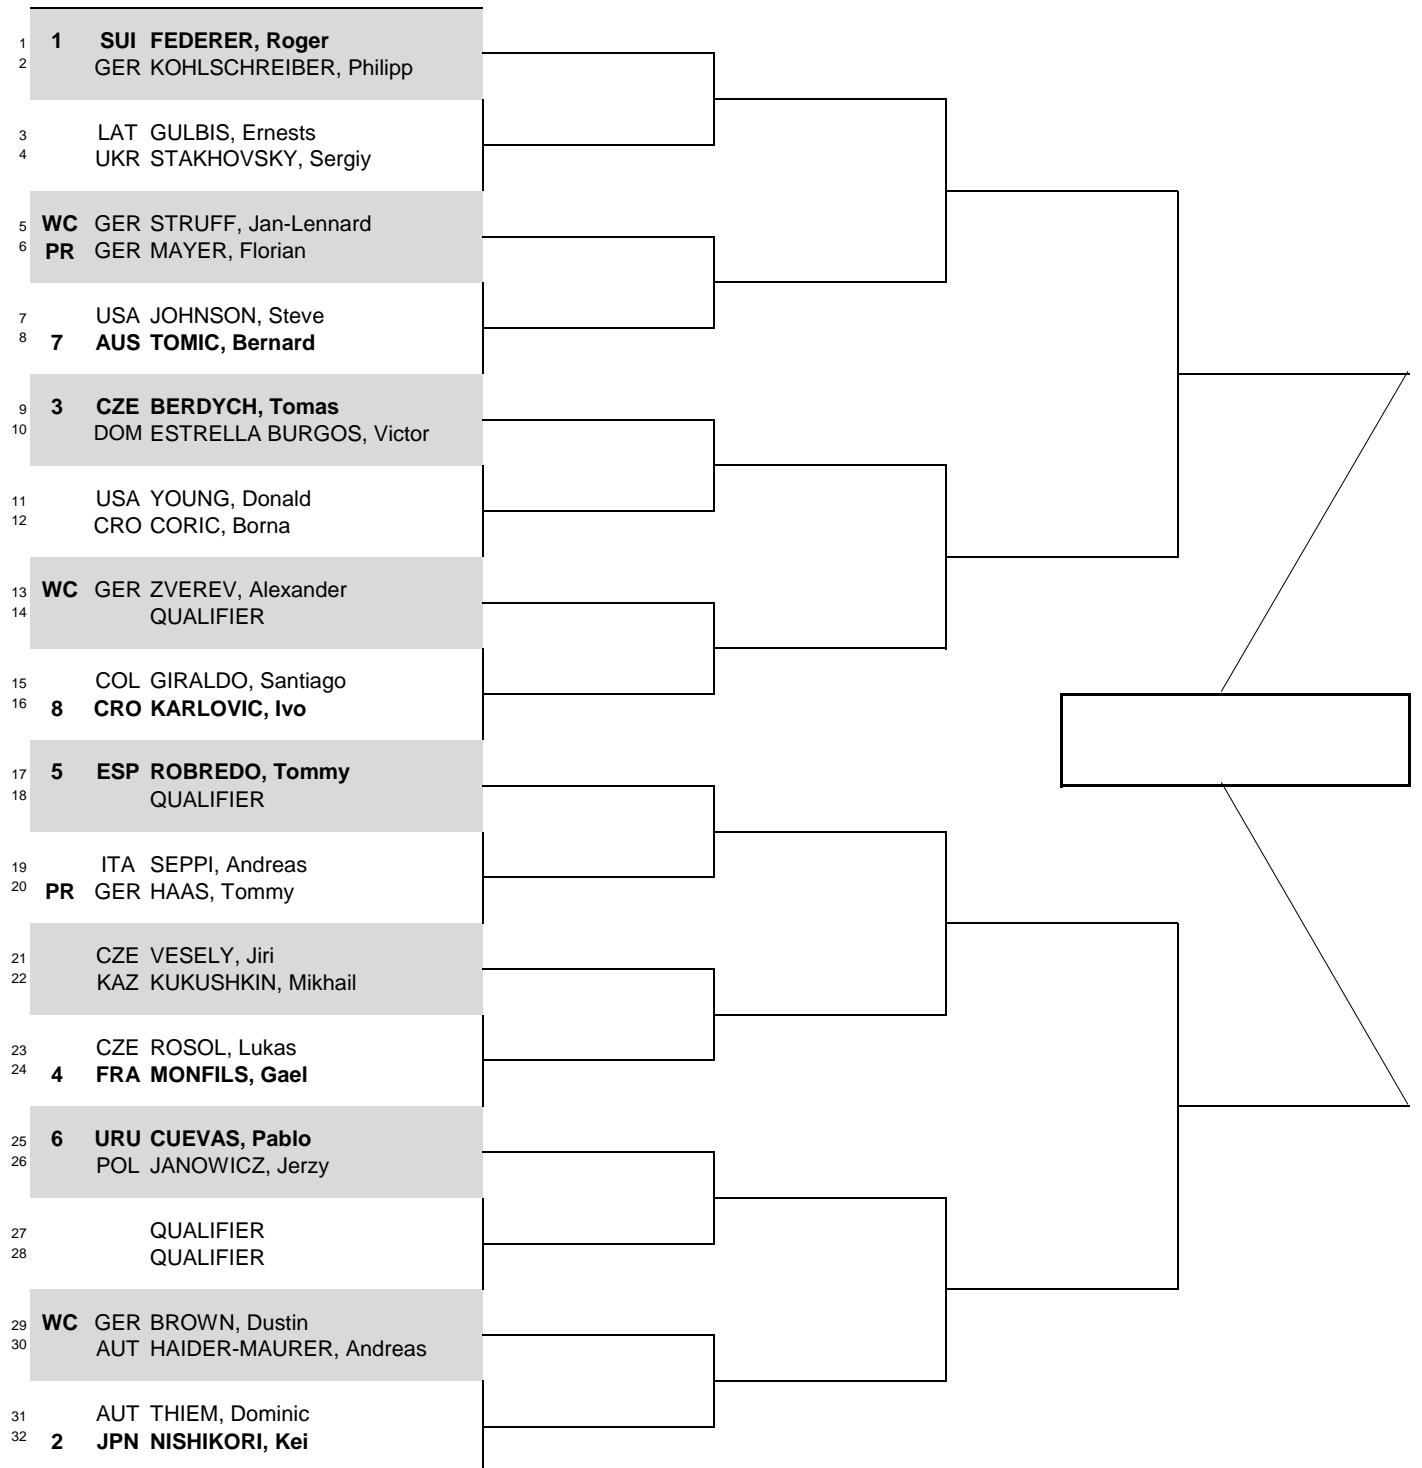 1 1 SUI FEDERER, Roger
2 GER KOHLSCHREIBER, Philipp
3 LAT GULBIS, Ernests
4 UKR STAKHOVSKY, Sergiy
5 WC GER STRUFF, Jan-Lennard
6 PR GER MAYER, Florian
7 USA JOHNSON, Steve
8 7 AUS TOMIC, Bernard
9 3 CZE BERDYCH, Tomas
10 DOM ESTRELLA BURGOS, Victor
11 USA YOUNG, Donald
12 CRO CORIC, Borna
13 WC GER ZVEREV, Alexander
14 QUALIFIER
15 COL GIRALDO, Santiago
16 8 CRO KARLOVIC, Ivo
17 5 ESP ROBREDO, Tommy
18 QUALIFIER
19 ITA SEPPI, Andreas
20 PR GER HAAS, Tommy
21 CZE VESELY, Jiri
22 KAZ KUKUSHKIN, Mikhail
23 CZE ROSOL, Lukas
24 4 FRA MONFILS, Gael
25 6 URU CUEVAS, Pablo
26 POL JANOWICZ, Jerzy
27 QUALIFIER
28 QUALIFIER
29 WC GER BROWN, Dustin
30 AUT HAIDER-MAURER, Andreas
31 AUT THIEM, Dominic
32 2 JPN NISHIKORI, Kei